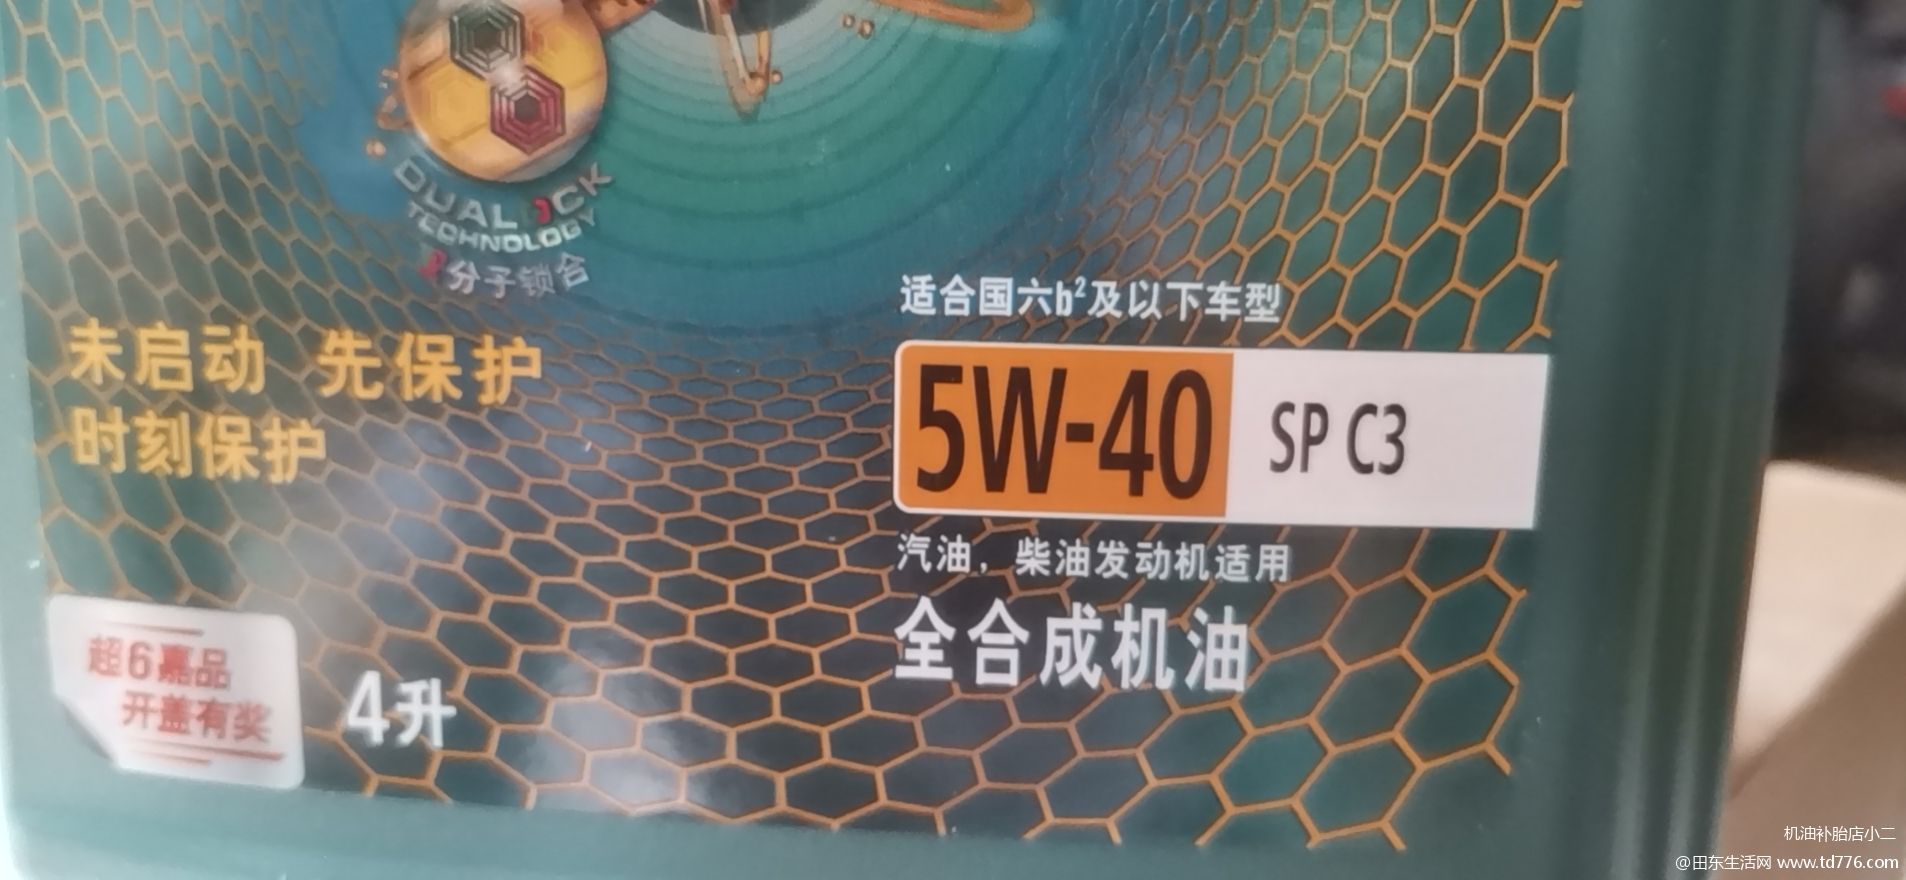 DUALOCK
TECHNOLOGY
分子锁合
未启动 先保护
时刻保护
适合国六b²及以下车型
5W-40
SP C3
汽油，柴油发动机适用
全合成机油
超6嘉品
开盖有奖
4升
机油补胎店小二
@田东生活网 www.td776.com